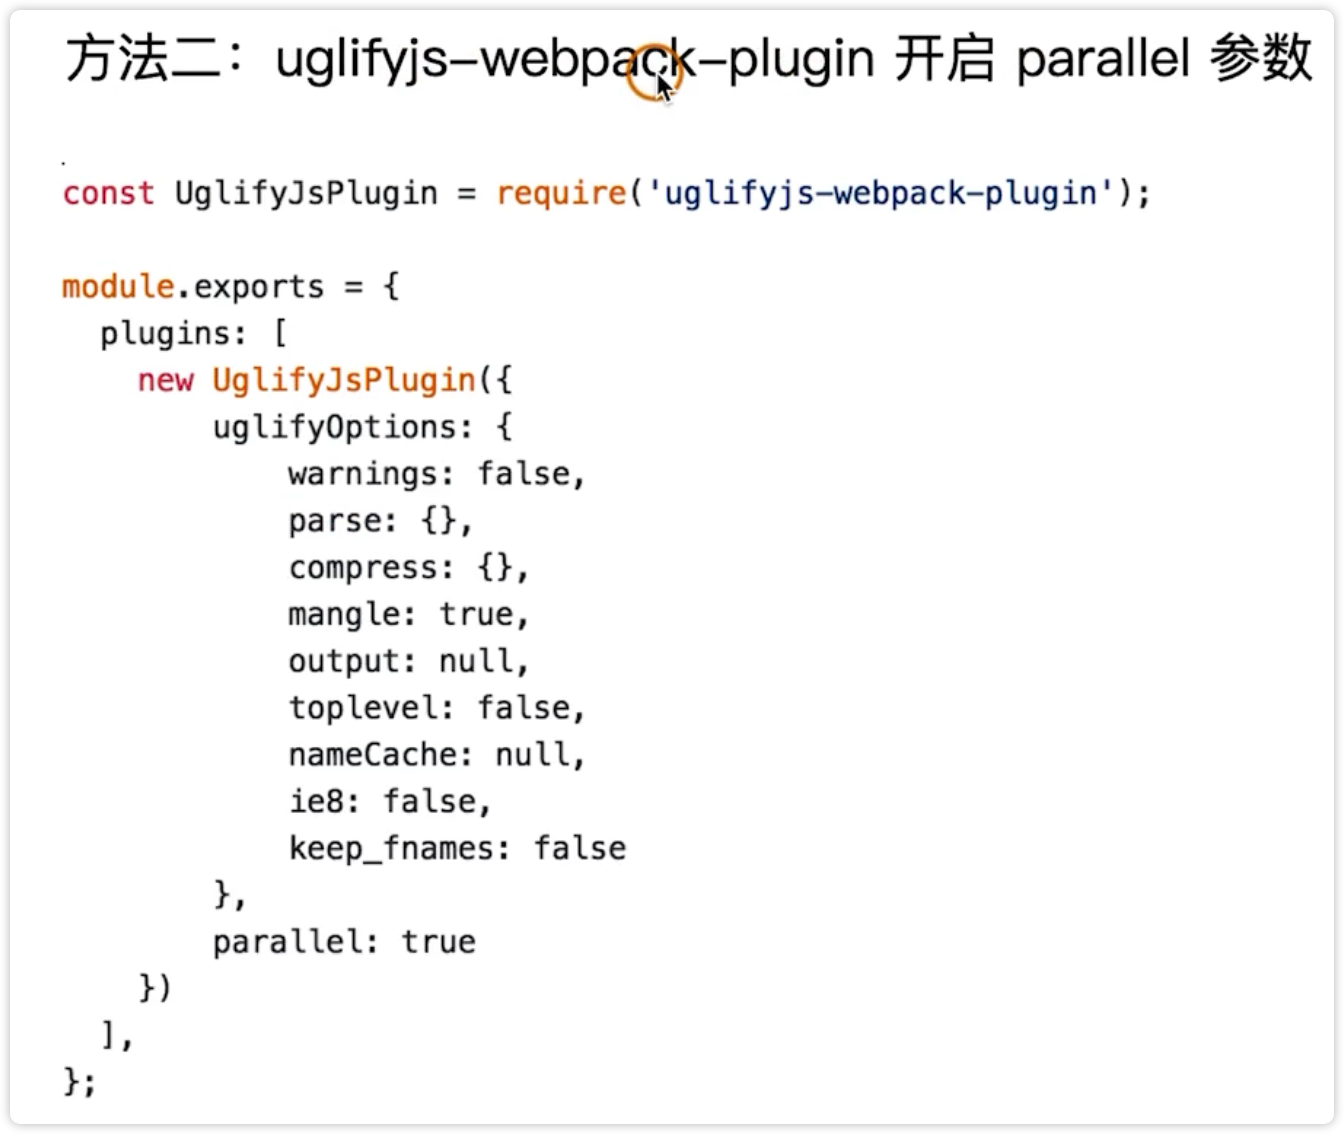 方法二：uglifyjs-webpack-plugin 开启 parallel 参数
const UglifyJsPlugin = require('uglifyjs-webpack-plugin');
module.exports = {
  plugins: [
    new UglifyJsPlugin({
        uglifyOptions: {
            warnings: false,
            parse: {},
            compress: {},
            mangle: true,
            output: null,
            toplevel: false,
            nameCache: null,
            ie8: false,
            keep_fnames: false
        },
        parallel: true
    })
  ],
};